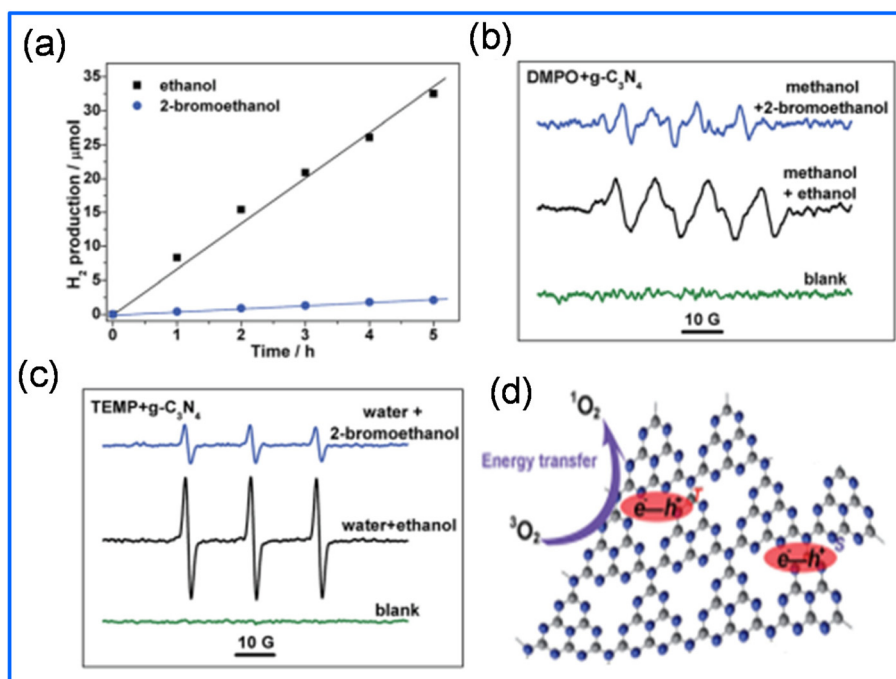 (a)
35
30
25
20
15
10
5
0
0 1 2 3 4 5
H₂ production / μmol
Time / h
ethanol
2-bromoethanol
(b)
DMPO+g-C₃N₄
methanol
+2-bromoethanol
methanol
+ ethanol
blank
10 G
(c)
TEMP+g-C₃N₄
water +
2-bromoethanol
water+ethanol
blank
10 G
(d)
¹O₂
Energy transfer
³O₂
e⁻—h⁺
T
e⁻—h⁺
S